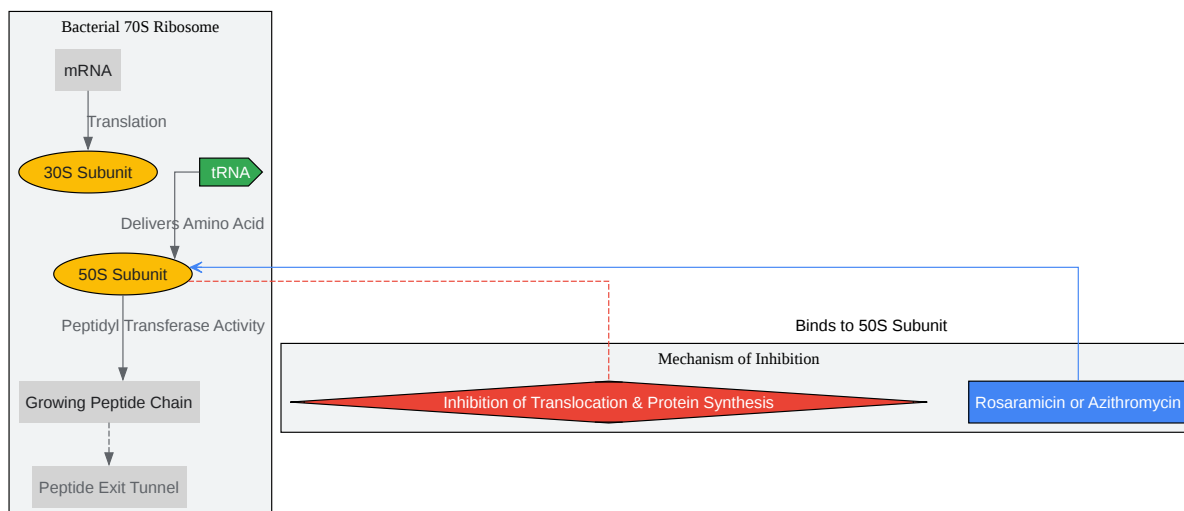 Bacterial 70S Ribosome
mRNA
Translation
30S Subunit
tRNA
Delivers Amino Acid
50S Subunit
Peptidyl Transferase Activity
Binds to 50S Subunit
Mechanism of Inhibition
Growing Peptide Chain
Inhibition of Translocation & Protein Synthesis
Rosaramicin or Azithromycin
Peptide Exit Tunnel